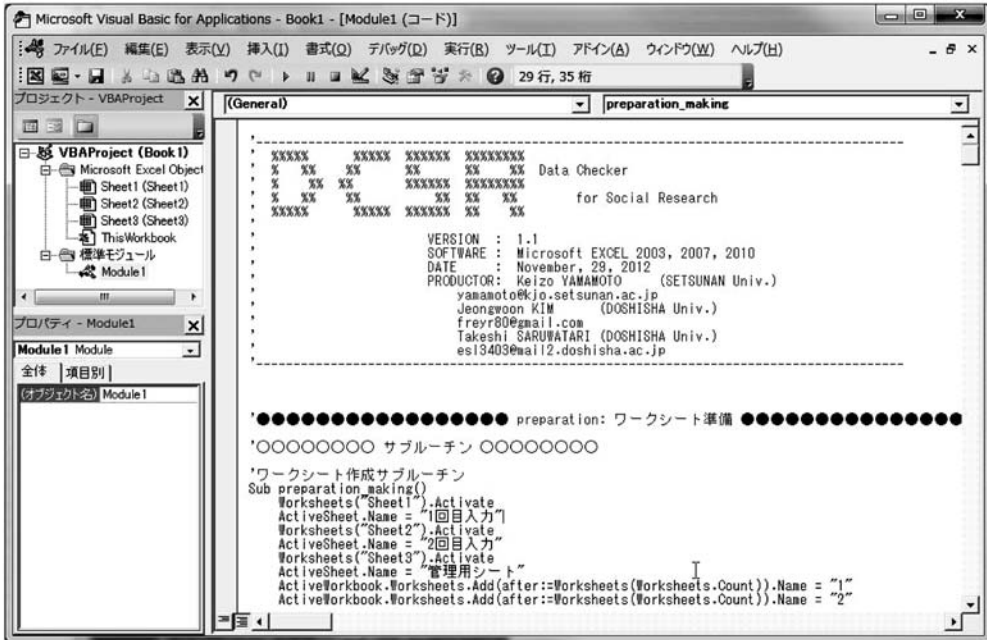 Microsoft Visual Basic for Applications - Book1 - [Module1 (コード)]
ファイル(F) 編集(E) 表示(V) 挿入(I) 書式(O) デバッグ(D) 実行(R) ツール(T) アドイン(A) ウィンドウ(W) ヘルプ(H)
29 行, 35 桁
プロジェクト - VBAProject
VBAProject (Book1)
Microsoft Excel Object
Sheet1 (Sheet1)
Sheet2 (Sheet2)
Sheet3 (Sheet3)
ThisWorkbook
標準モジュール
Module1
プロパティ - Module1
Module1 Module
全体 項目別
(オブジェクト名) Module1
(General) preparation_making
'-------------------------------------------------------------------------------
' %%%%% %%%%% %%%%%% %%%%%%%%
' % %% %% %% %% %% Data Checker
' % %% %% %%%%%% %%%%%%%%
' % %% %% %% %% %% for Social Research
' %%%%% %%%%% %%%%%% %% %%
'
' VERSION : 1.1
' SOFTWARE : Microsoft EXCEL 2003, 2007, 2010
' DATE : November, 29, 2012
' PRODUCTOR: Keizo YAMAMOTO (SETSUNAN Univ.)
' yamamoto@kjo.setsunan.ac.jp
' Jeongwoon KIM (DOSHISHA Univ.)
' freyr80@gmail.com
' Takeshi SARUWATARI (DOSHISHA Univ.)
' esl3403@mail2.doshisha.ac.jp
'-------------------------------------------------------------------------------
'●●●●●●●●●●●●●●●●● preparation: ワークシート準備 ●●●●●●●●●●●●●●●
'○○○○○○○○ サブルーチン ○○○○○○○○
'ワークシート作成サブルーチン
Sub preparation_making()
Worksheets("Sheet1").Activate
ActiveSheet.Name = "1回目入力"
Worksheets("Sheet2").Activate
ActiveSheet.Name = "2回目入力"
Worksheets("Sheet3").Activate
ActiveSheet.Name = "管理用シート"
ActiveWorkbook.Worksheets.Add(after:=Worksheets(Worksheets.Count)).Name = "1"
ActiveWorkbook.Worksheets.Add(after:=Worksheets(Worksheets.Count)).Name = "2"